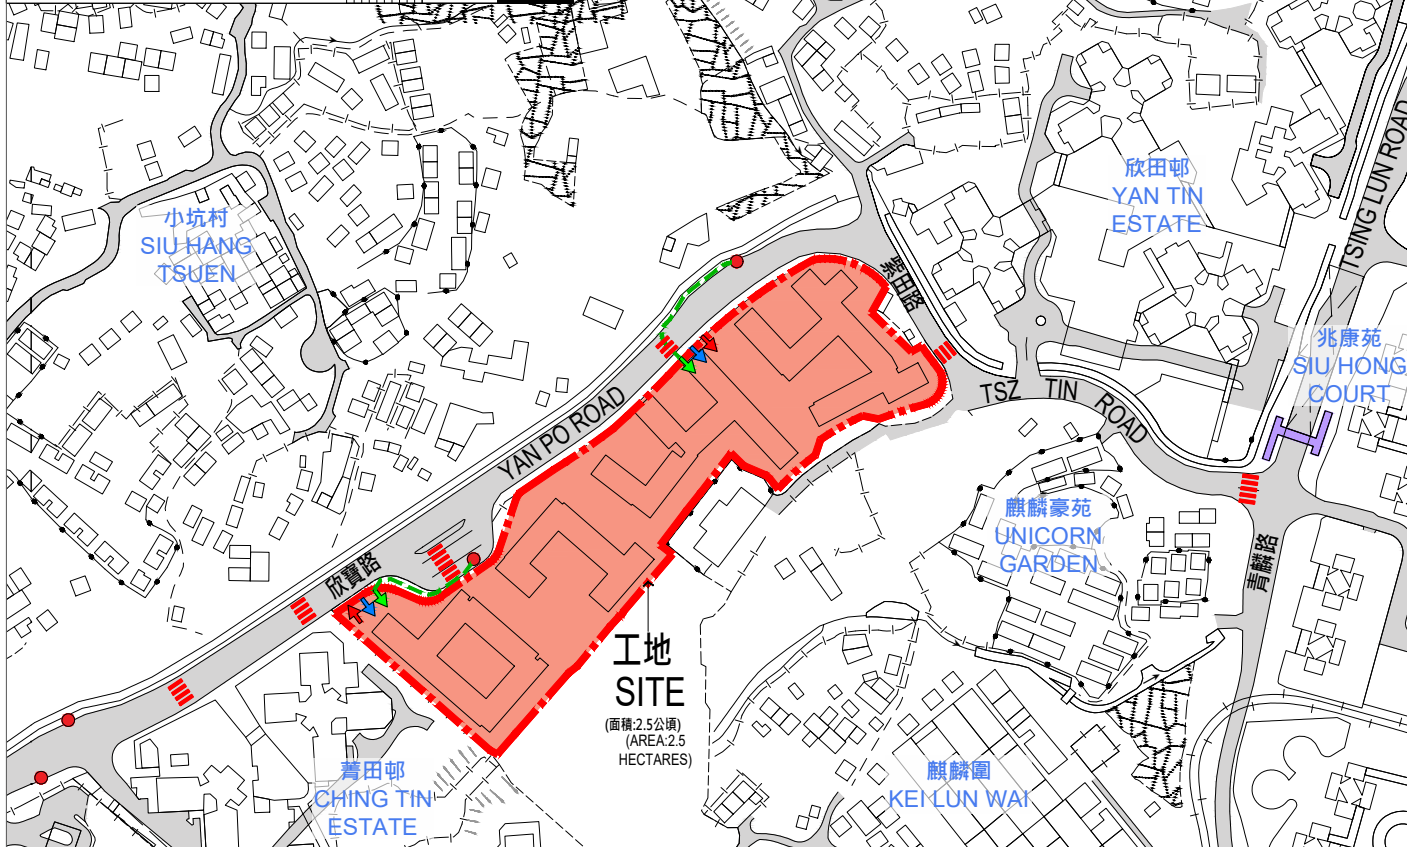 欣田邨
YAN TIN
ESTATE
TSING LUN ROAD
小坑村
SIU HANG
TSUEN
紫田路
兆康苑
SIU HONG
COURT
TSZ TIN ROAD
YAN PO ROAD
欣寶路
麒麟豪苑
UNICORN
GARDEN
青麟路
工地
SITE
(面積:2.5公頃)
(AREA:2.5
HECTARES)
菁田邨
CHING TIN
ESTATE
麒麟圍
KEI LUN WAI